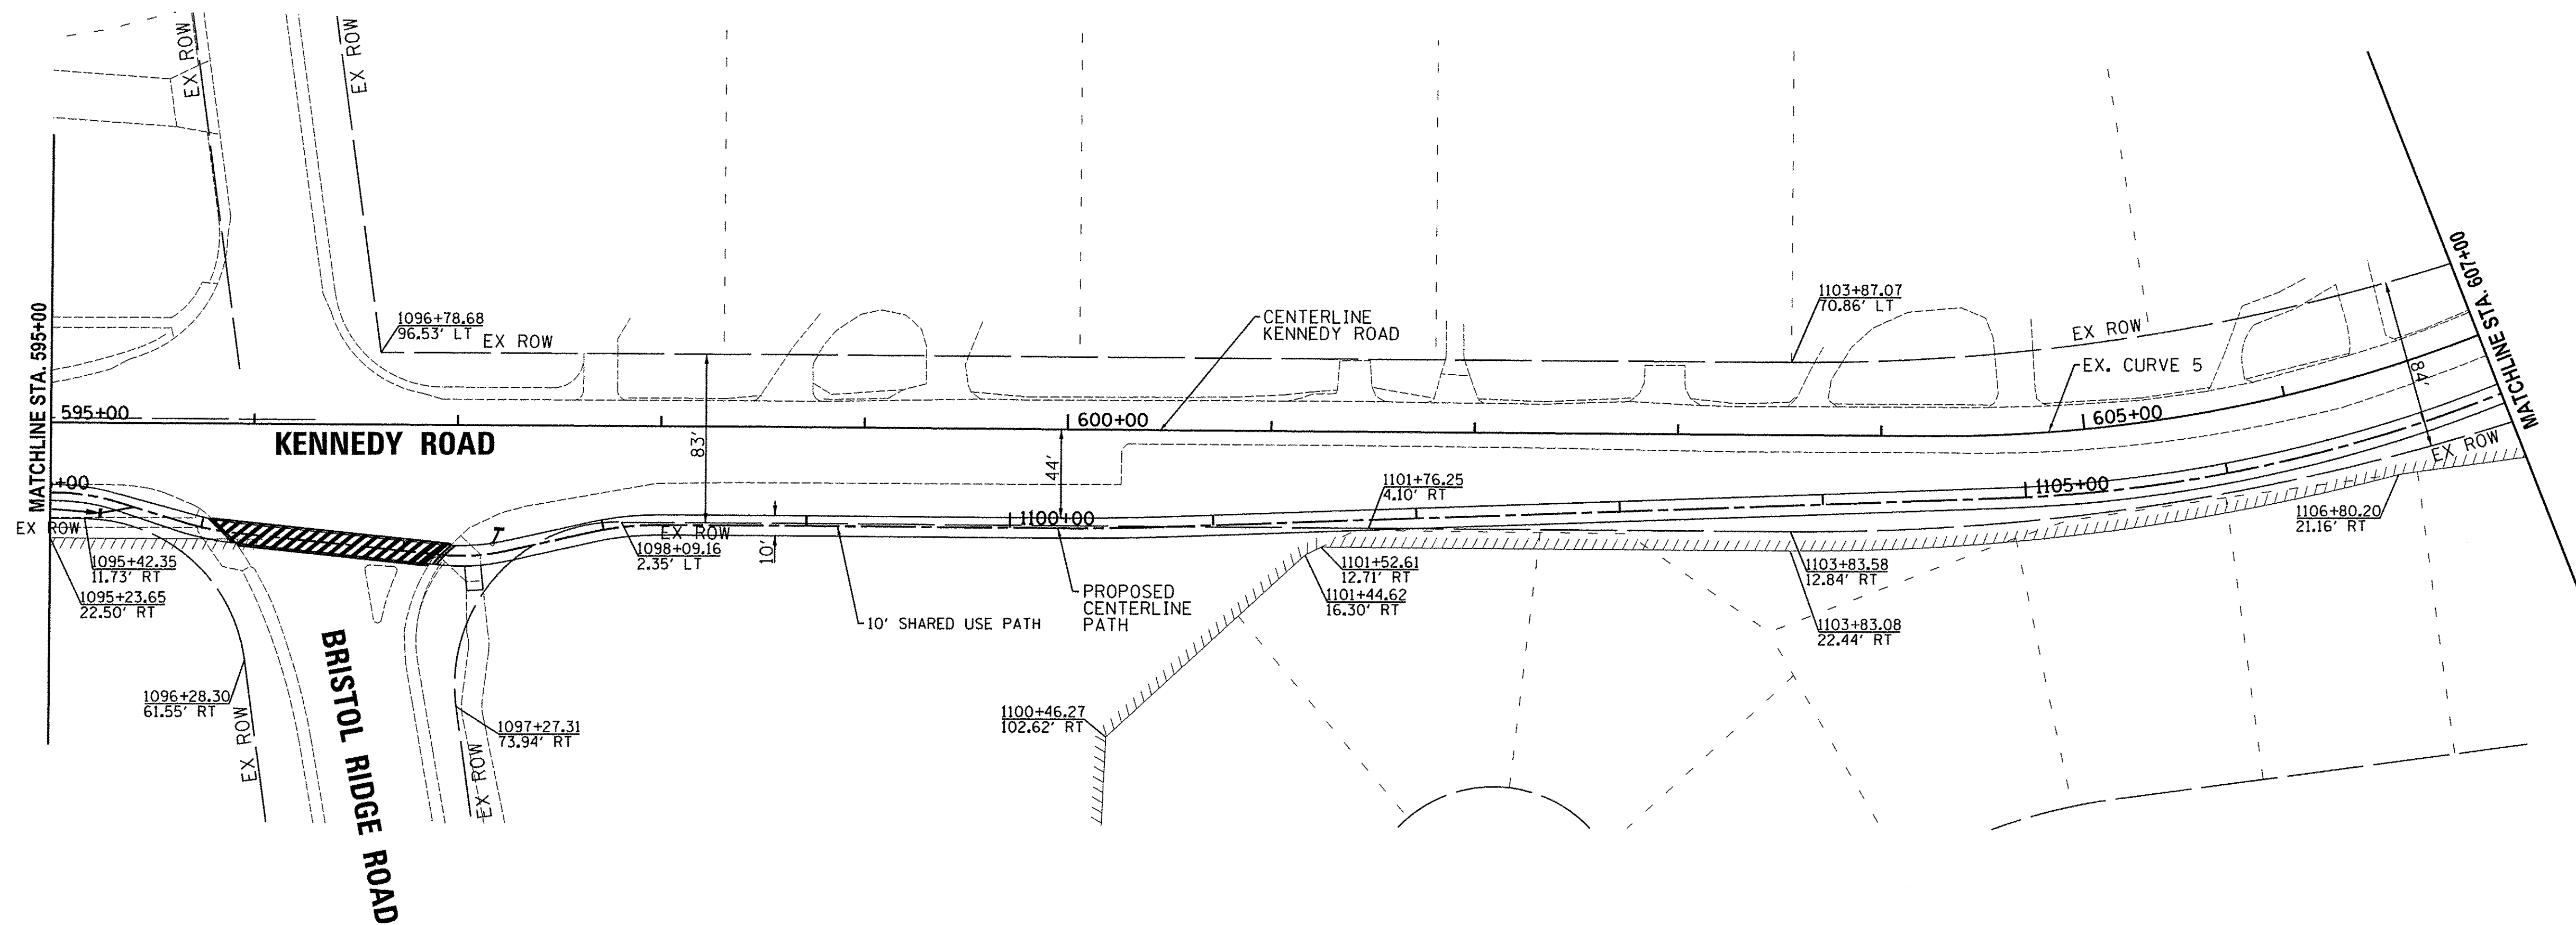 EX ROW
EX ROW
MATCHLINE STA. 595+00
595+00
KENNEDY ROAD
1096+78.68
96.53' LT
EX ROW
83'
CENTERLINE
KENNEDY ROAD
600+00
44'
1103+87.07
70.86' LT
EX ROW
EX. CURVE 5
605+00
84'
MATCHLINE STA. 607+00
+00
EX ROW
1095+42.35
11.73' RT
1095+23.65
22.50' RT
EX ROW
1098+09.16
2.35' LT
10'
1100+00
1101+76.25
4.10' RT
1105+00
EX ROW
1106+80.20
21.16' RT
10' SHARED USE PATH
PROPOSED
CENTERLINE
PATH
1101+52.61
12.71' RT
1101+44.62
16.30' RT
1103+83.58
12.84' RT
1103+83.08
22.44' RT
1096+28.30
61.55' RT
EX ROW
BRISTOL RIDGE ROAD
1097+27.31
73.94' RT
EX ROW
1100+46.27
102.62' RT